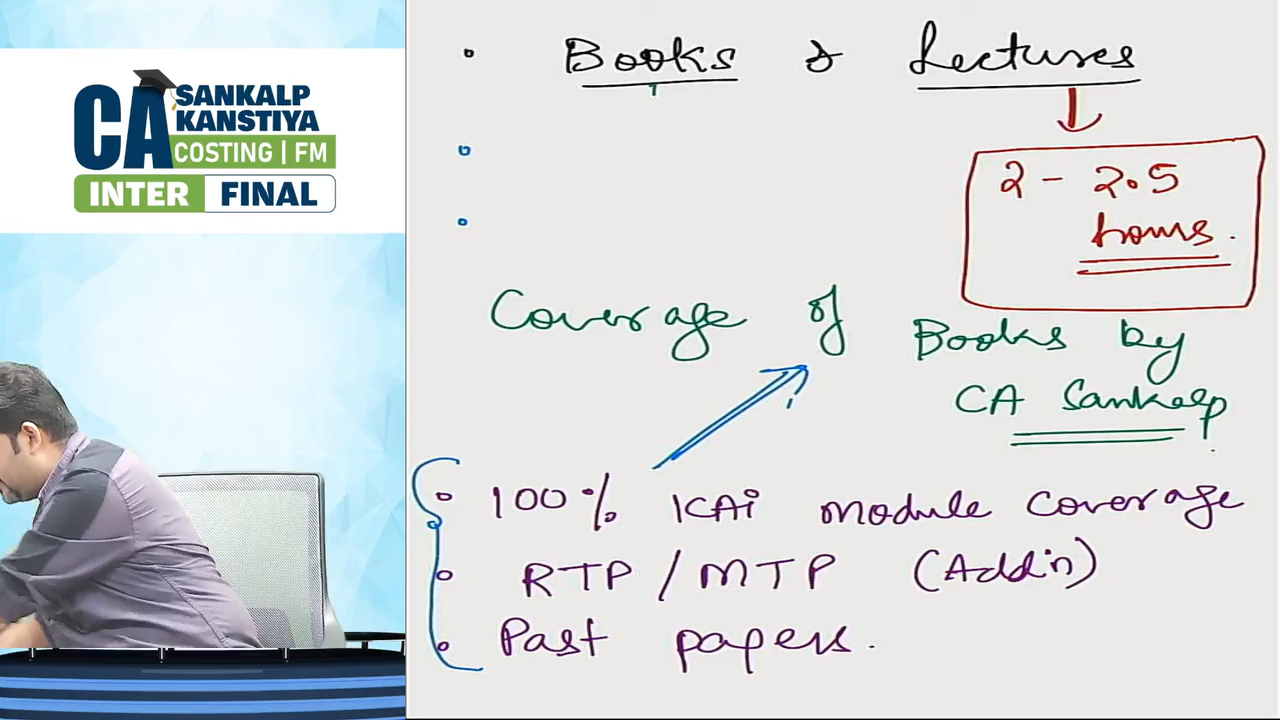 CA SANKALP KANSTIYA
COSTING | FM
INTER FINAL
• Books & Lectures
2 - 2.5
hours.
Coverage of Books by
CA Sankalp
• 100% ICAi module coverage
• RTP / MTP (Addn)
• Past papers.